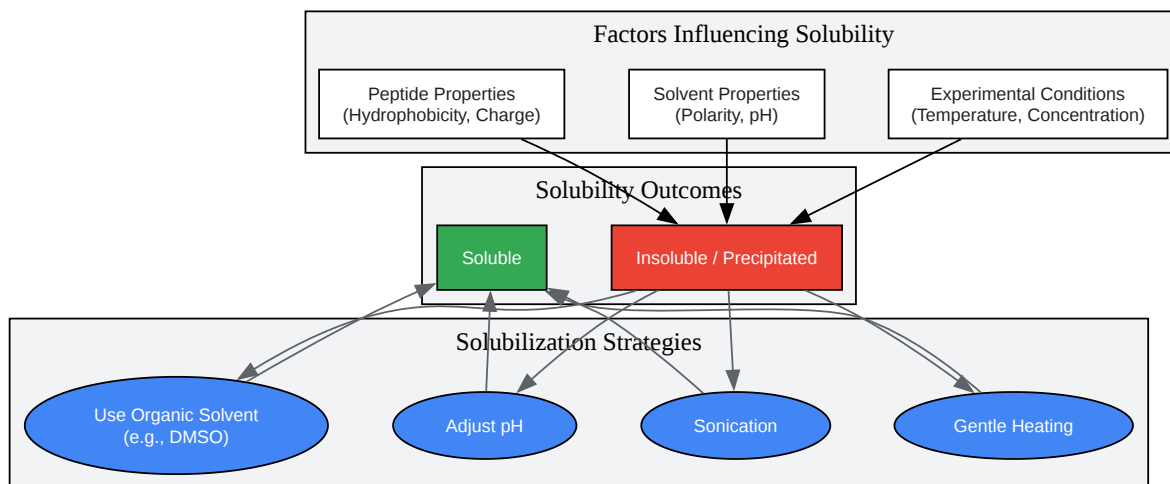 Factors Influencing Solubility
Peptide Properties
(Hydrophobicity, Charge)
Solvent Properties
(Polarity, pH)
Experimental Conditions
(Temperature, Concentration)
Solubility Outcomes
Soluble
Insoluble / Precipitated
Solubilization Strategies
Use Organic Solvent
(e.g., DMSO)
Adjust pH
Sonication
Gentle Heating